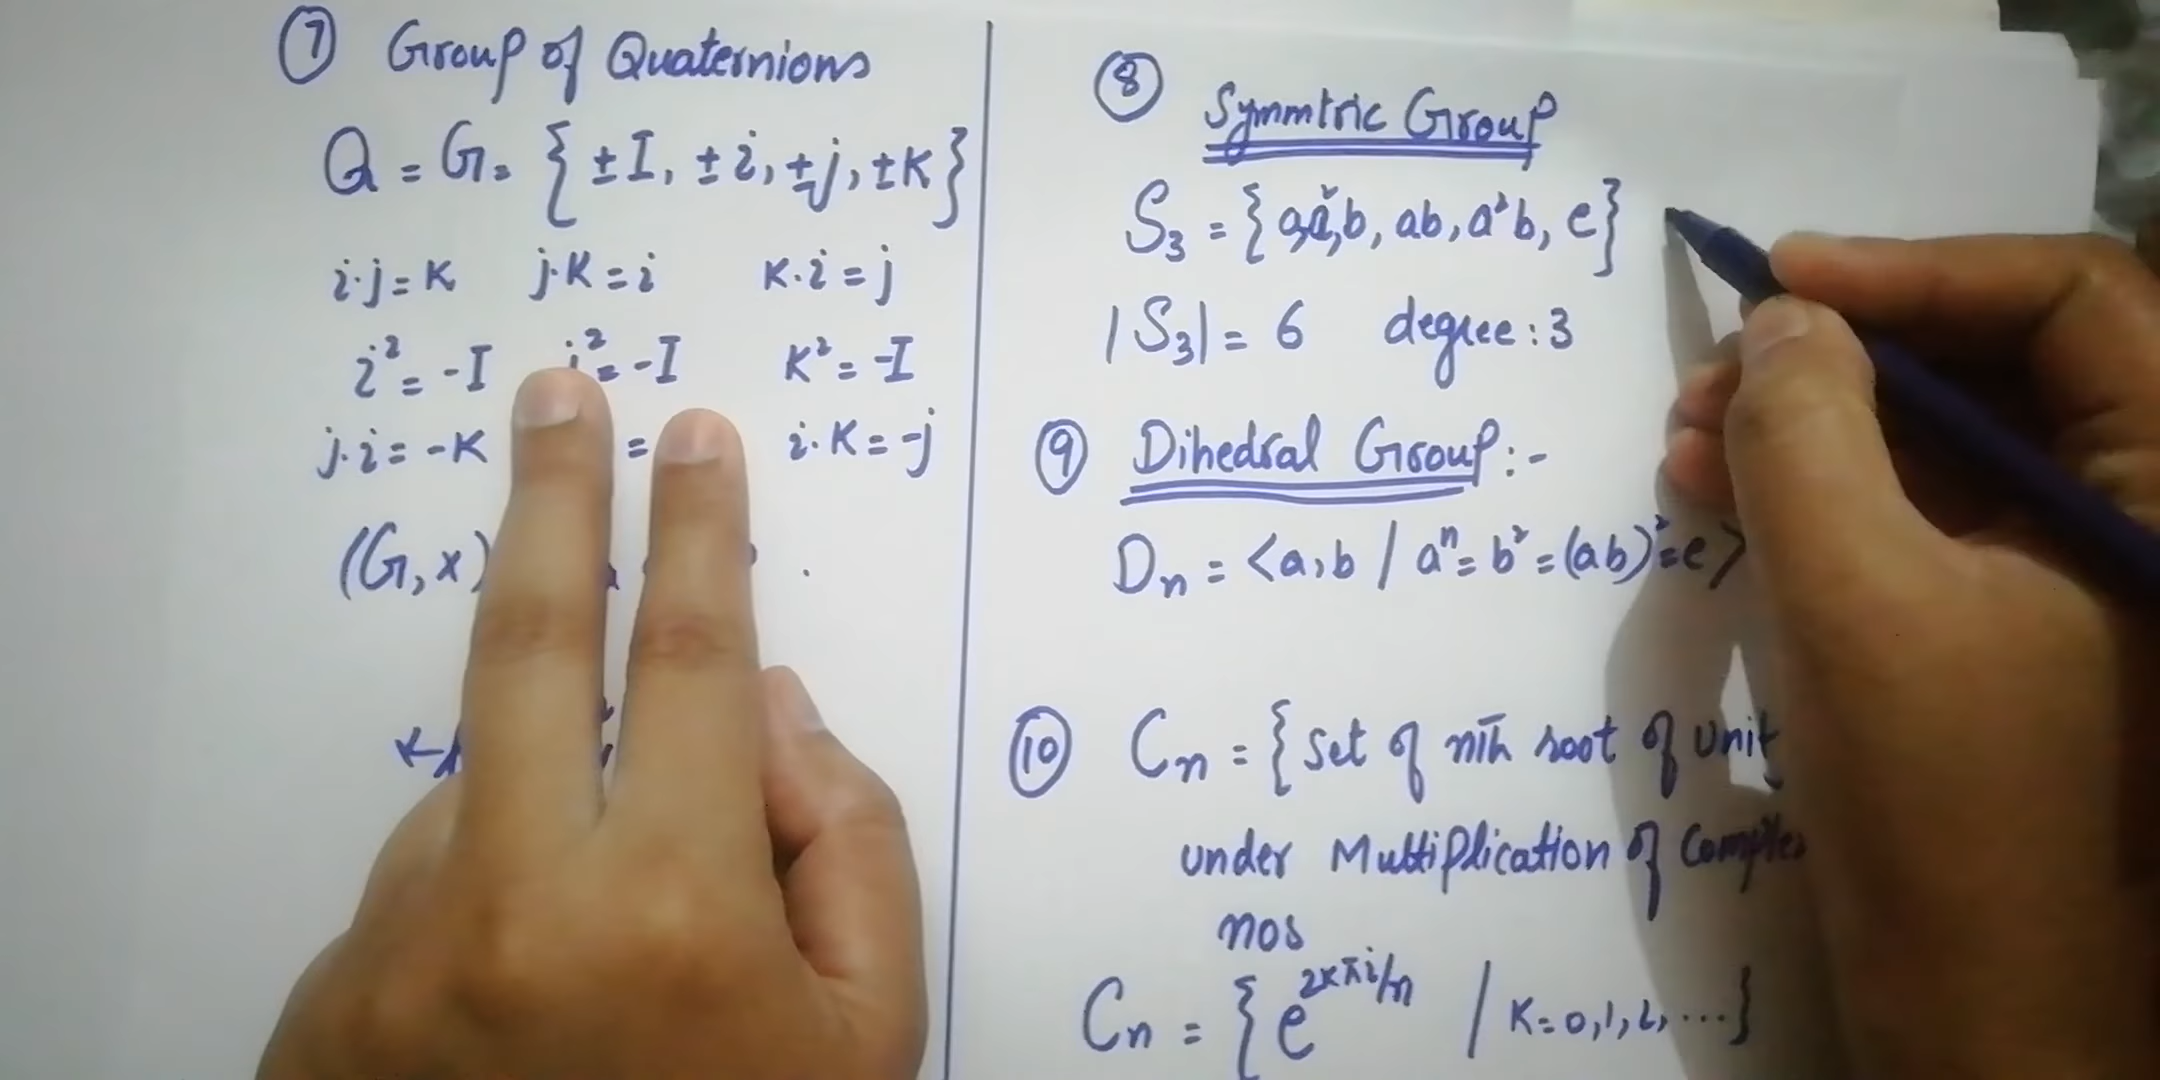 7 Group of Quaternions
Q = G = { ±I, ±i, ±j, ±K }
i·j = K j·K = i K·i = j
i² = -I j² = -I K² = -I
j·i = -K = i·K = -j
(G, x)
8 Symmtric Group
S₃ = { a, a², b, ab, a²b, e }
|S₃| = 6 degree : 3
9 Dihedral Group :-
Dₙ = <a, b / aⁿ = b² = (ab)² = e>
10 Cₙ = { Set of nth root of Unit
under Multiplication of Complex
nos
Cₙ = { e^{2Kπi/n} / K = 0, 1, 2, ... }